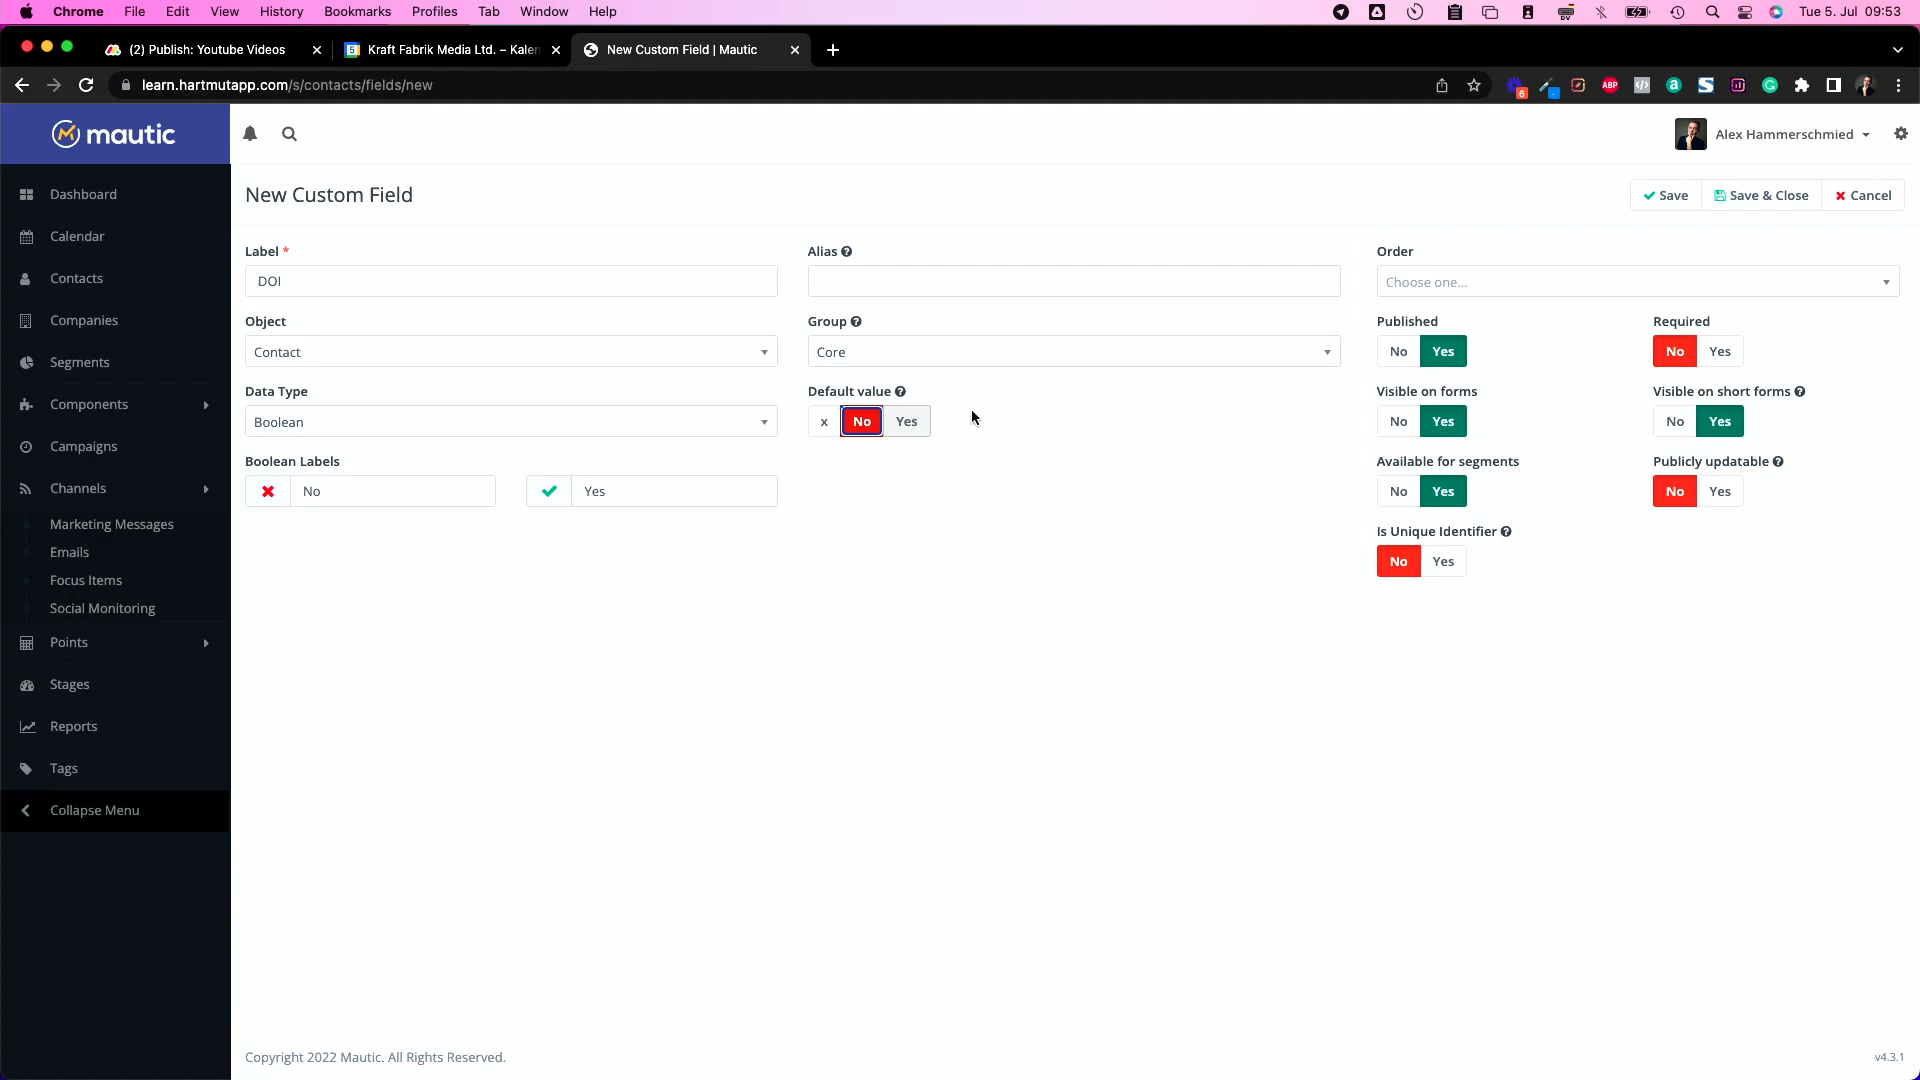 Chrome File Edit View History Bookmarks Profiles Tab Window Help
DV
Tue 5. Jul 09:53
(2) Publish: Youtube Videos
5 Kraft Fabrik Media Ltd. – Kalen
New Custom Field | Mautic
learn.hartmutapp.com/s/contacts/fields/new
6
ABP
mautic
Alex Hammerschmied
Dashboard
Calendar
Contacts
Companies
Segments
Components
Campaigns
Channels
Marketing Messages
Emails
Focus Items
Social Monitoring
Points
Stages
Reports
Tags
Collapse Menu
New Custom Field
Save
Save & Close
Cancel
Label *
DOI
Alias
Order
Choose one...
Object
Contact
Group
Core
Published
No Yes
Required
No Yes
Data Type
Boolean
Default value
x No Yes
Visible on forms
No Yes
Visible on short forms
No Yes
Boolean Labels
No
Yes
Available for segments
No Yes
Publicly updatable
No Yes
Is Unique Identifier
No Yes
Copyright 2022 Mautic. All Rights Reserved.
v4.3.1